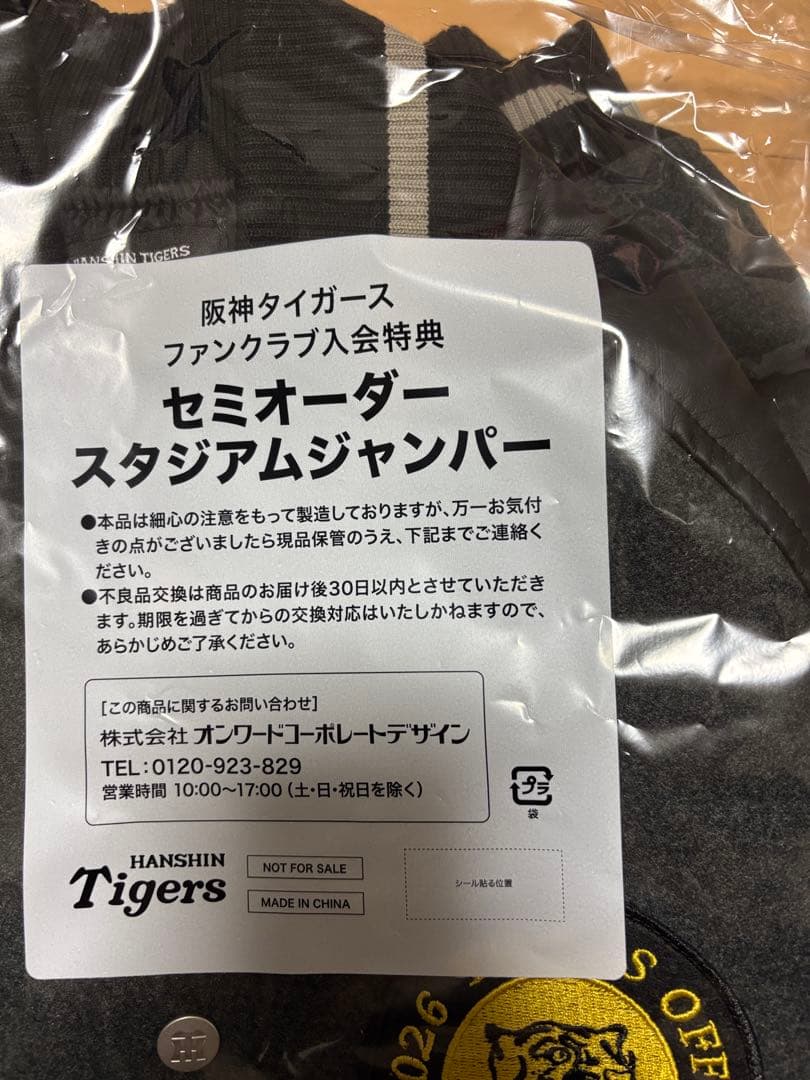 HANSHIN TIGERS
阪神タイガース
ファンクラブ入会特典
セミオーダー
スタジアムジャンパー
●本品は細心の注意をもって製造しておりますが、万一お気付
きの点がございましたら現品保管のうえ、下記までご連絡く
ださい。
●不良品交換は商品のお届け後30日以内とさせていただき
ます。期限を過ぎてからの交換対応はいたしかねますので、
あらかじめご了承ください。
[この商品に関するお問い合わせ]
株式会社 オンワードコーポレートデザイン
TEL:0120-923-829
営業時間 10:00〜17:00（土・日・祝日を除く）
プラ
袋
HANSHIN
Tigers
NOT FOR SALE
MADE IN CHINA
シール貼る位置
H
026
S OFF